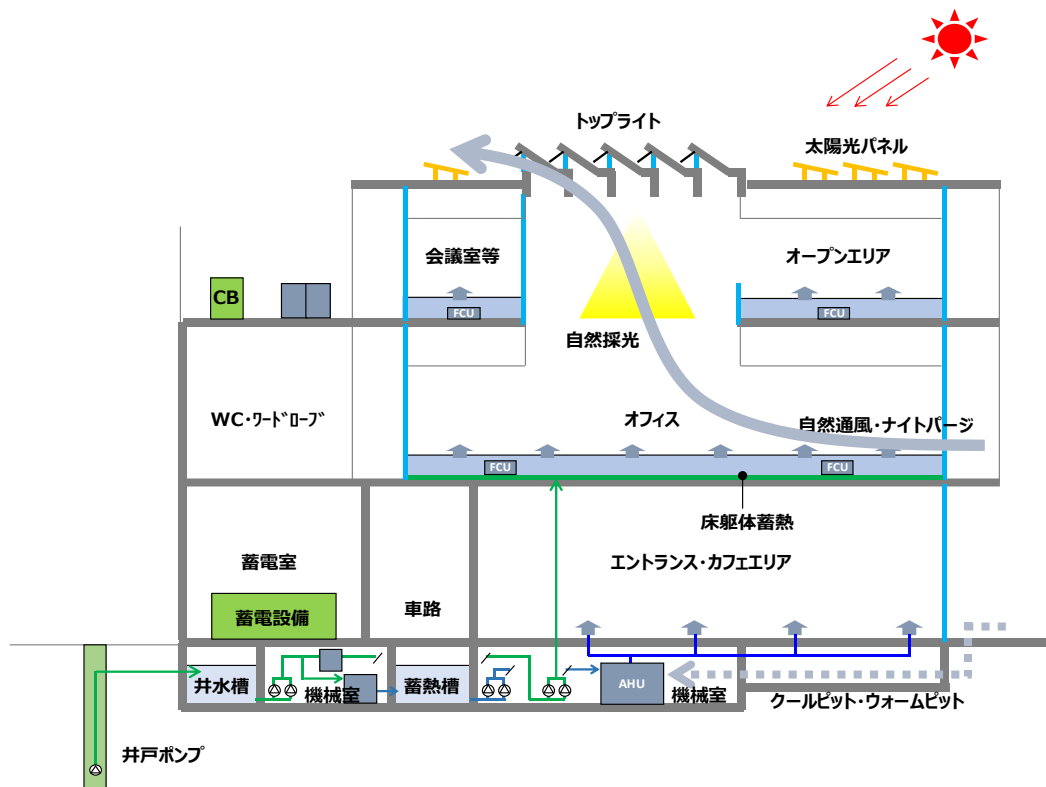 トップライト
太陽光パネル
会議室等
オープンエリア
CB
FCU
FCU
自然採光
WC・ワードローブ
オフィス
自然通風・ナイトパージ
FCU
FCU
床躯体蓄熱
蓄電室
エントランス・カフェエリア
蓄電設備
車路
井水槽
機械室
蓄熱槽
AHU
機械室
クールピット・ウォームピット
井戸ポンプ